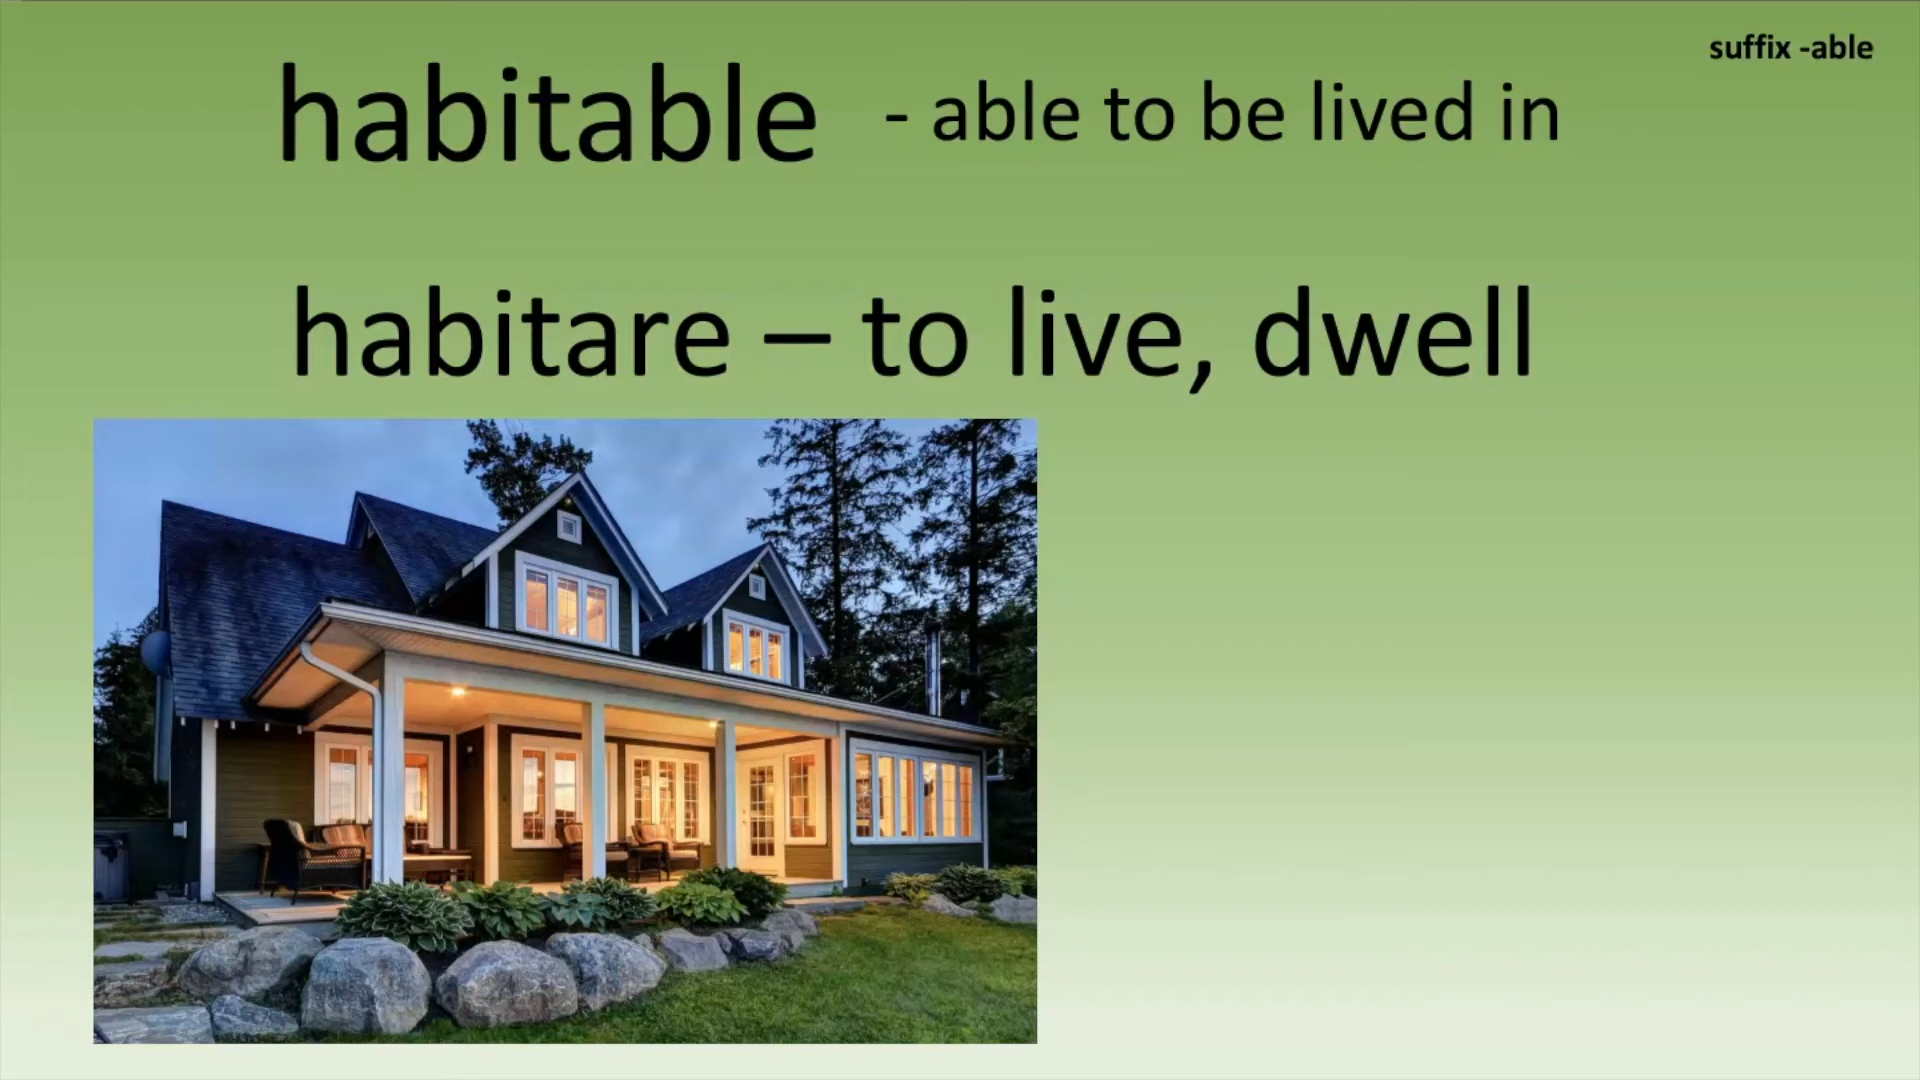 suffix -able
habitable - able to be lived in
habitare – to live, dwell